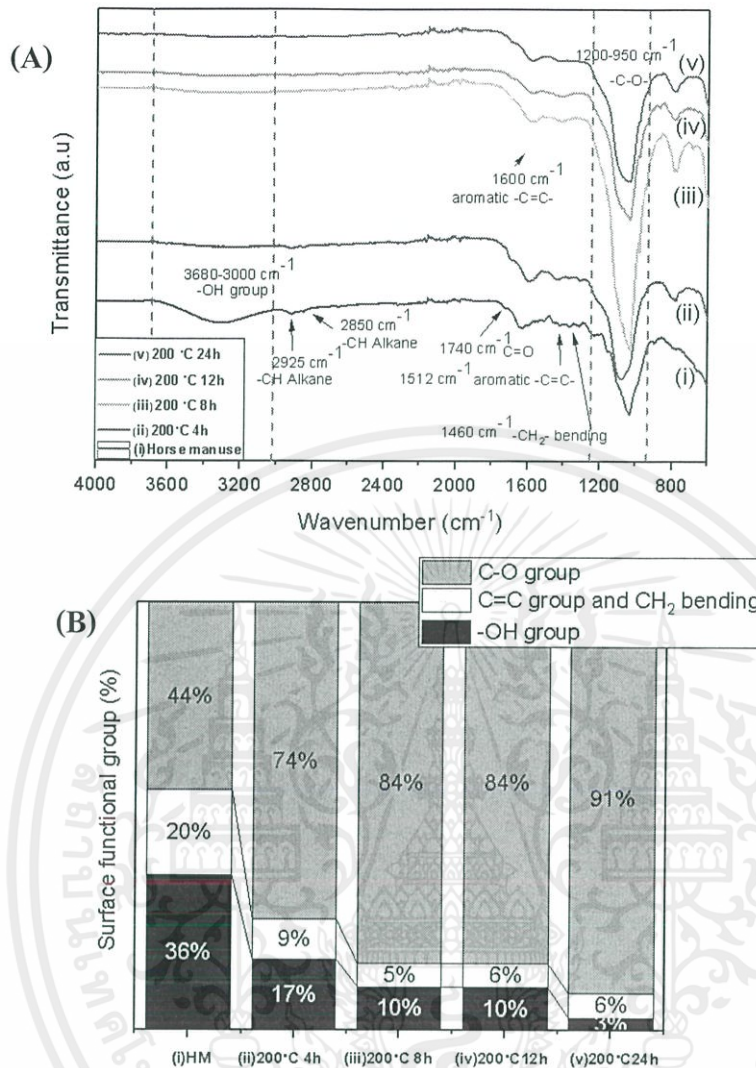 (A)
1200-950 cm⁻¹
-C-O-
(v)
(iv)
(iii)
1600 cm⁻¹
aromatic -C=C-
Transmittance (a.u)
3680-3000 cm⁻¹
-OH group
(ii)
2850 cm⁻¹
-CH Alkane
2925 cm⁻¹
-CH Alkane
1740 cm⁻¹ C=O
1512 cm⁻¹ aromatic -C=C-
(i)
1460 cm⁻¹ -CH₂- bending
(v) 200 °C 24h
(iv) 200 °C 12h
(iii) 200 °C 8h
(ii) 200 °C 4h
(i) Horse manuse
4000 3600 3200 2800 2400 2000 1600 1200 800
Wavenumber (cm⁻¹)
C-O group
C=C group and CH₂ bending
-OH group
(B)
Surface functional group (%)
44% 74% 84% 84% 91%
20% 9% 5% 6% 6%
36% 17% 10% 10% 3%
(i)HM (ii)200°C 4h (iii)200°C 8h (iv)200°C 12h (v)200°C24h